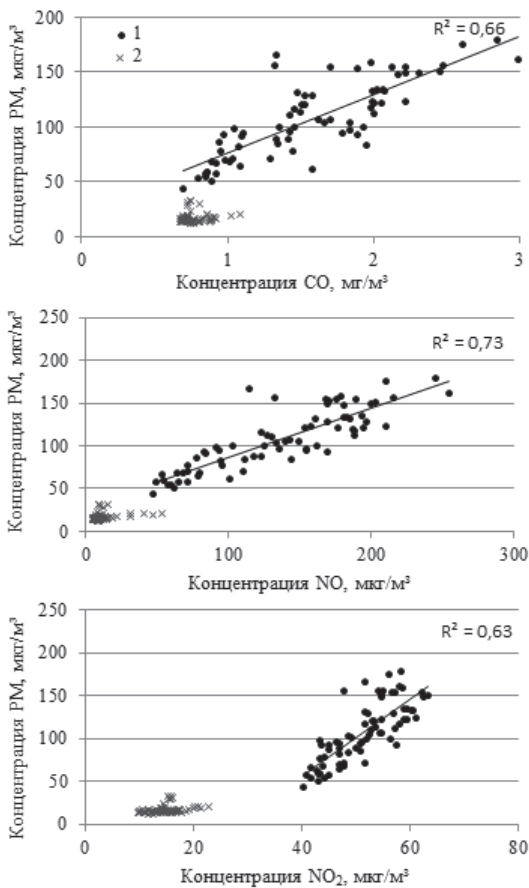 200
150
100
50
0
Концентрация PM, мкг/м³
1
2
R² = 0,66
0 1 2 3
Концентрация CO, мг/м³
250
200
150
100
50
0
Концентрация PM, мкг/м³
R² = 0,73
0 100 200 300
Концентрация NO, мкг/м³
250
200
150
100
50
0
Концентрация PM, мкг/м³
R² = 0,63
0 20 40 60 80
Концентрация NO₂, мкг/м³